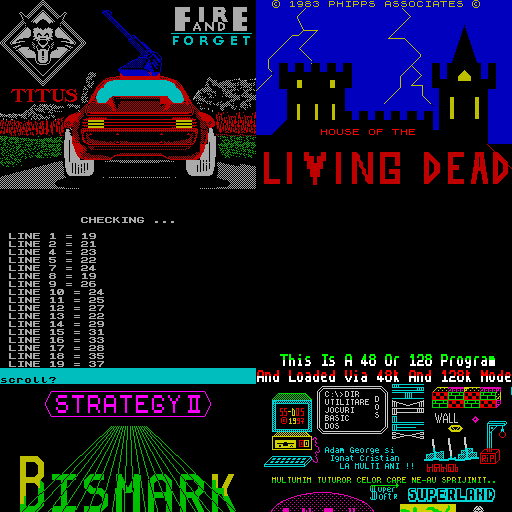 FIRE
AND
FORGET
TITUS
© 1983 PHIPPS ASSOCIATES ©
HOUSE OF THE
LIVING DEAD
CHECKING ...
LINE 1 = 19
LINE 2 = 21
LINE 4 = 23
LINE 5 = 22
LINE 7 = 24
LINE 8 = 19
LINE 9 = 26
LINE 10 = 24
LINE 11 = 25
LINE 12 = 27
LINE 13 = 22
LINE 14 = 29
LINE 15 = 31
LINE 16 = 33
LINE 17 = 28
LINE 18 = 35
LINE 19 = 37
scroll?
This Is A 48 Or 128 Program
And Loaded Via 48k And 128k Mode
STRATEGY II
BISMARK
C:\>DIR
UTILITARE
JOCURI
BASIC
DOS
DOS
WALL
Adam George si
Ignat Cristian
LA MULTI ANI !!
MULTUMIM TUTUROR CELOR CARE NE-AU SPRIJINIT..
Super
Soft
SUPERLAND